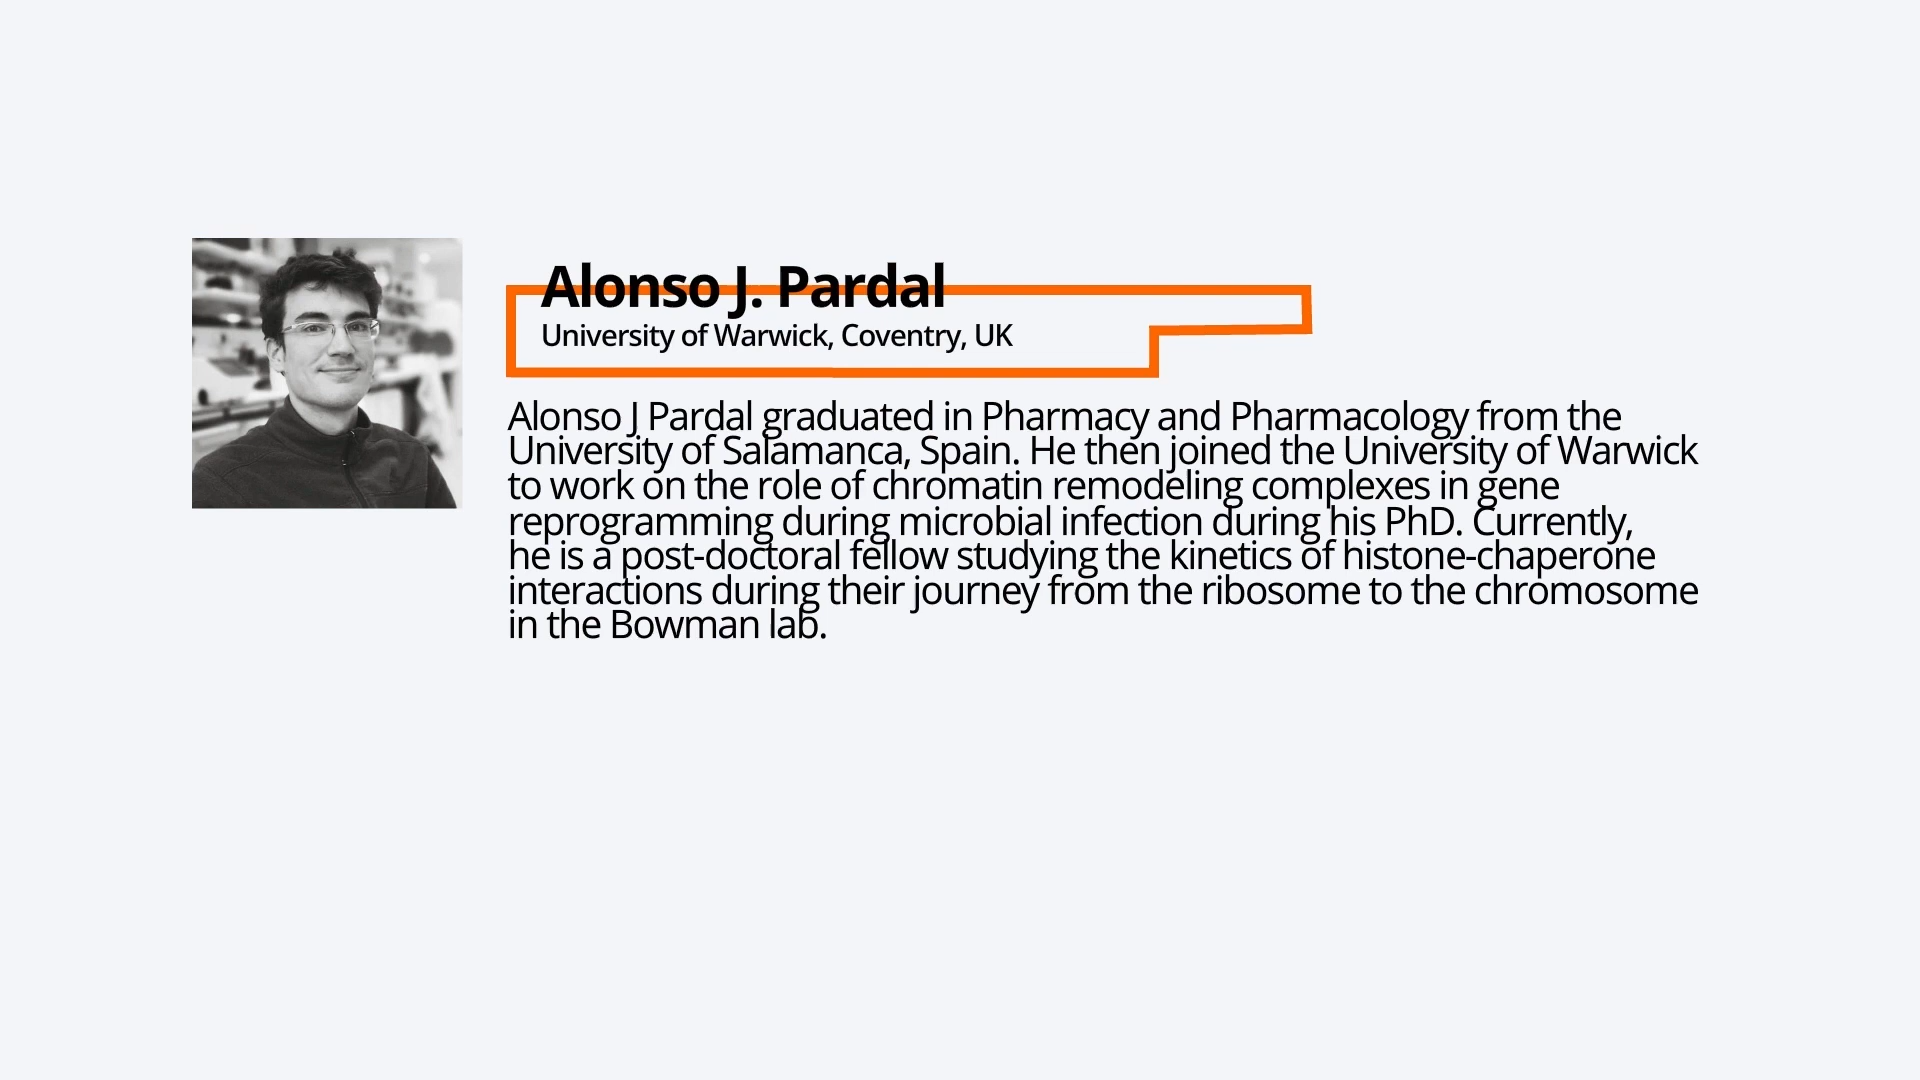 Alonso J. Pardal
University of Warwick, Coventry, UK
Alonso J Pardal graduated in Pharmacy and Pharmacology from the
University of Salamanca, Spain. He then joined the University of Warwick
to work on the role of chromatin remodeling complexes in gene
reprogramming during microbial infection during his PhD. Currently,
he is a post-doctoral fellow studying the kinetics of histone-chaperone
interactions during their journey from the ribosome to the chromosome
in the Bowman lab.